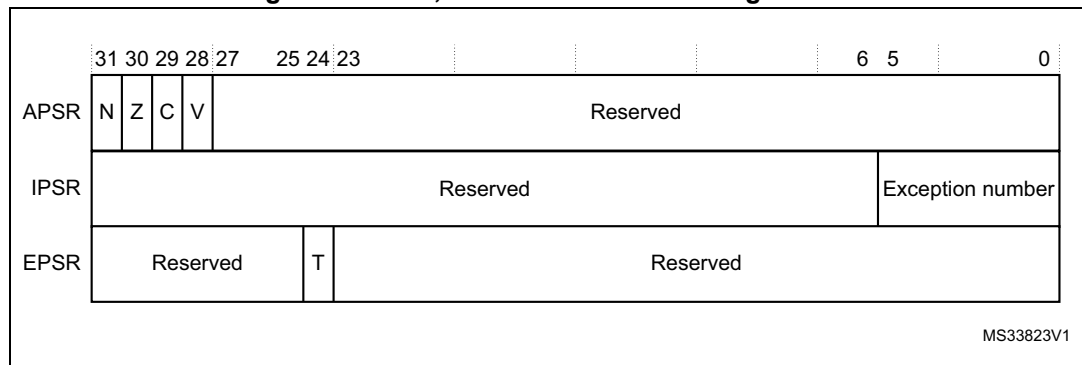 31 30 29 28 27 25 24 23 6 5 0
APSR N Z C V Reserved
IPSR Reserved Exception number
EPSR Reserved T Reserved
MS33823V1